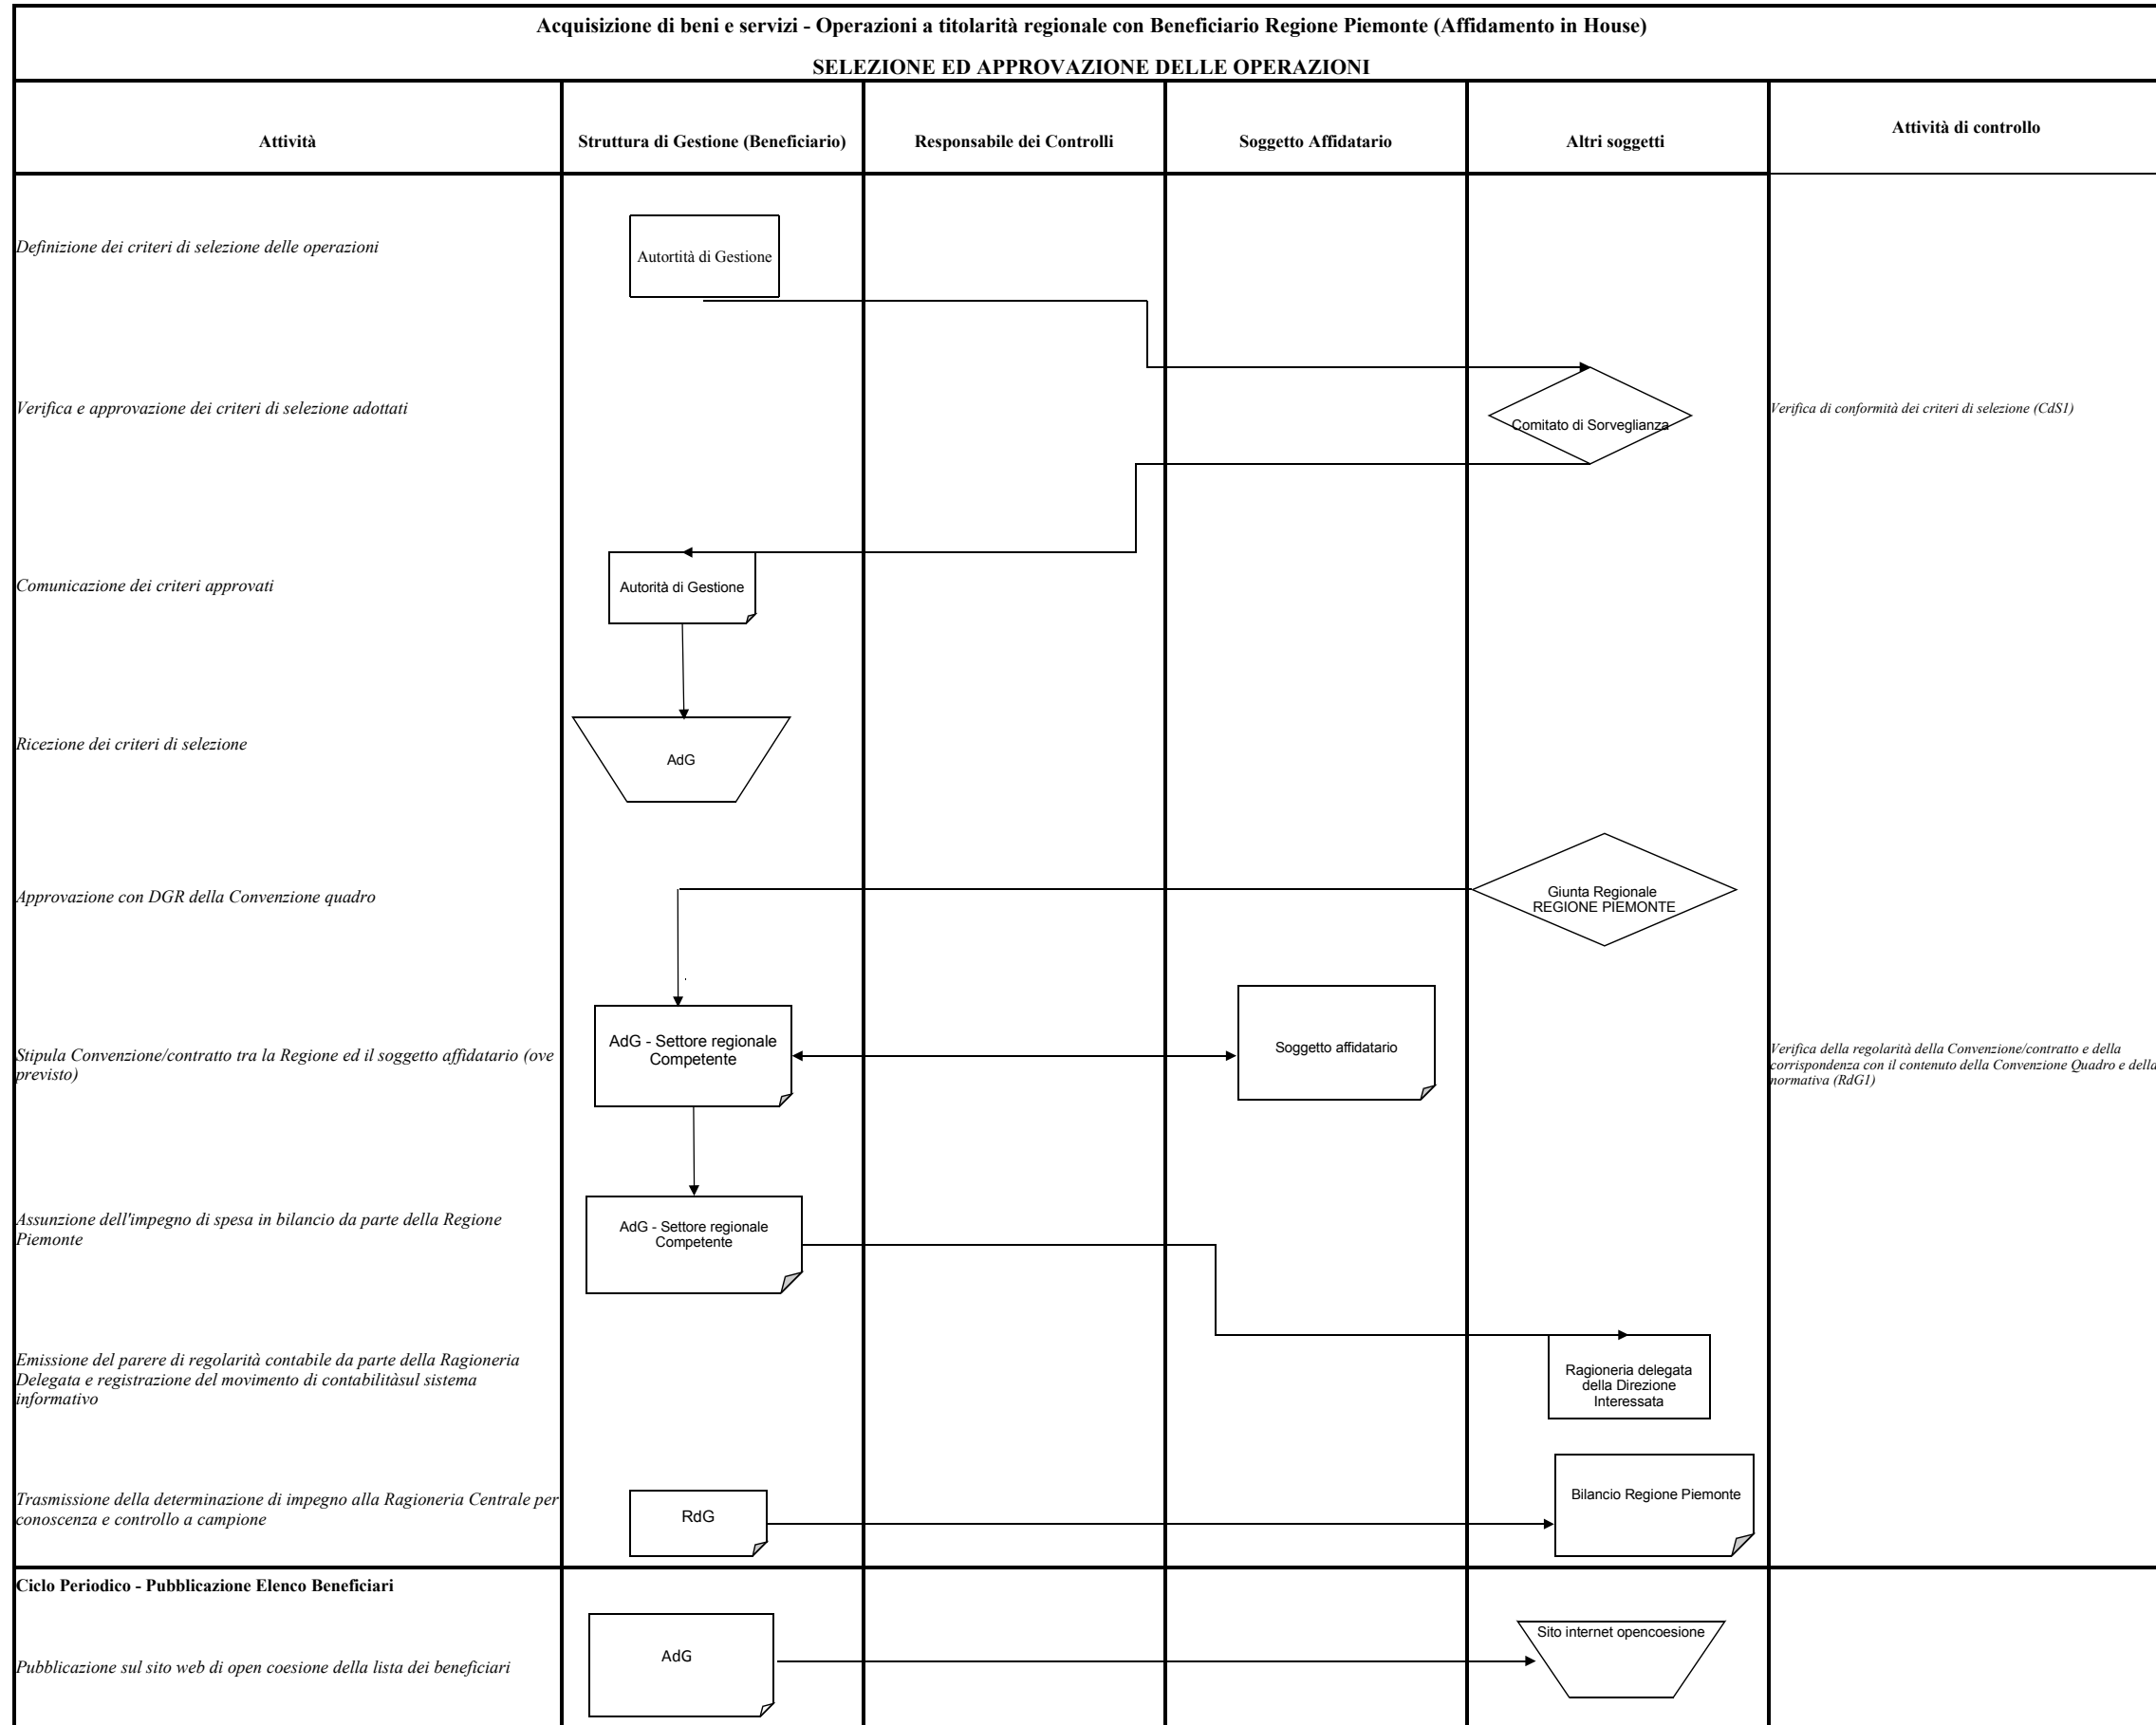 Acquisizione di beni e servizi - Operazioni a titolarità regionale con Beneficiario Regione Piemonte (Affidamento in House)
SELEZIONE ED APPROVAZIONE DELLE OPERAZIONI
Attività
Struttura di Gestione (Beneficiario)
Responsabile dei Controlli
Soggetto Affidatario
Altri soggetti
Attività di controllo
Definizione dei criteri di selezione delle operazioni
Autortità di Gestione
Verifica e approvazione dei criteri di selezione adottati
Comitato di Sorveglianza
Verifica di conformità dei criteri di selezione (CdS1)
Comunicazione dei criteri approvati
Autorità di Gestione
Ricezione dei criteri di selezione
AdG
Approvazione con DGR della Convenzione quadro
Giunta Regionale
REGIONE PIEMONTE
Stipula Convenzione/contratto tra la Regione ed il soggetto affidatario (ove
previsto)
AdG - Settore regionale
Competente
Soggetto affidatario
Verifica della regolarità della Convenzione/contratto e della
corrispondenza con il contenuto della Convenzione Quadro e della
normativa (RdG1)
Assunzione dell'impegno di spesa in bilancio da parte della Regione
Piemonte
AdG - Settore regionale
Competente
Emissione del parere di regolarità contabile da parte della Ragioneria
Delegata e registrazione del movimento di contabilitàsul sistema
informativo
Ragioneria delegata
della Direzione
Interessata
Trasmissione della determinazione di impegno alla Ragioneria Centrale per
conoscenza e controllo a campione
RdG
Bilancio Regione Piemonte
Ciclo Periodico - Pubblicazione Elenco Beneficiari
Pubblicazione sul sito web di open coesione della lista dei beneficiari
AdG
Sito internet opencoesione